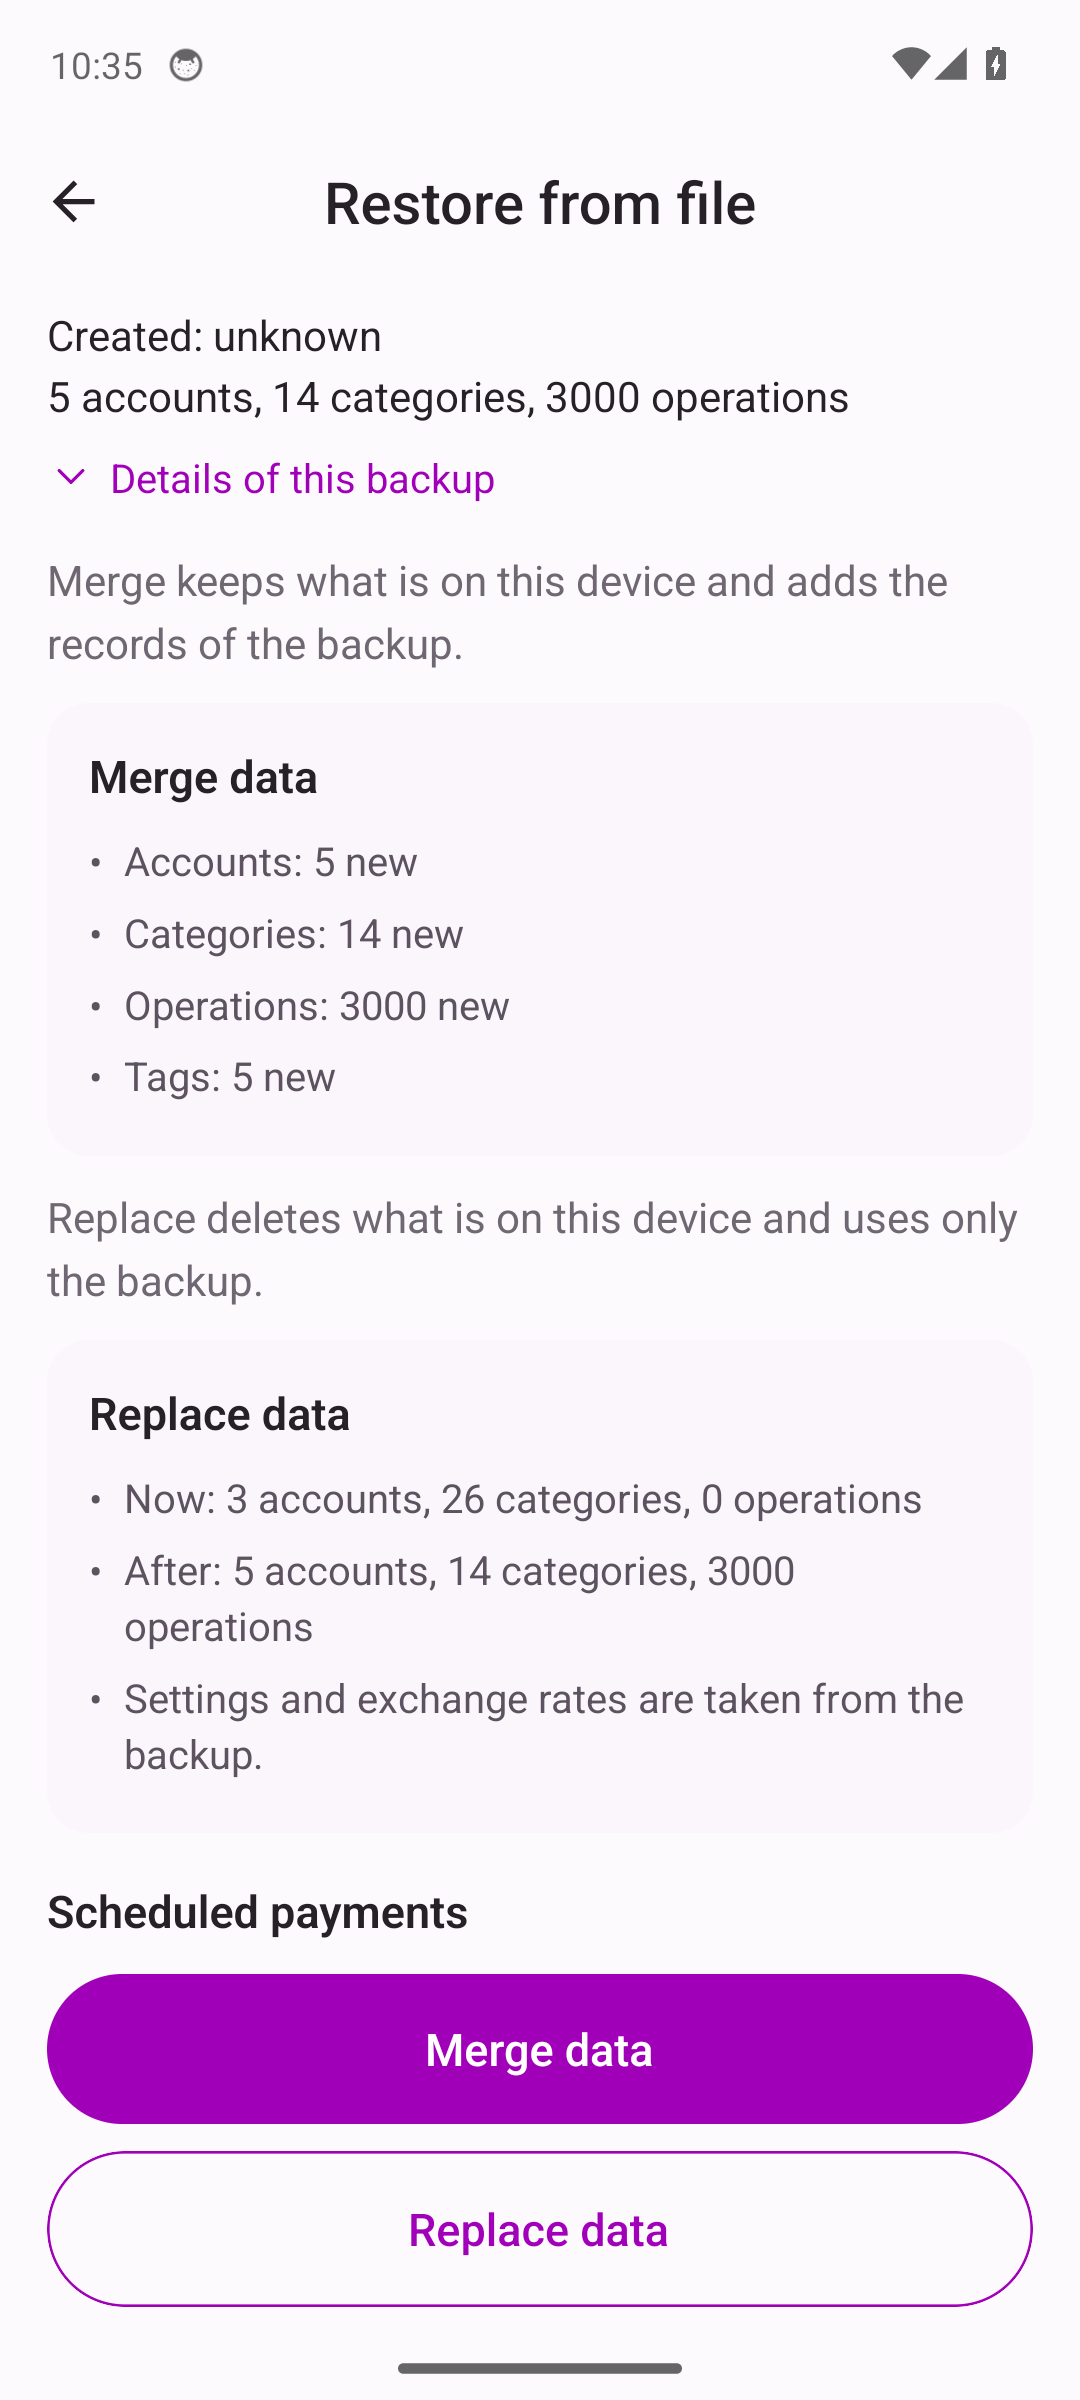 10:35
Restore from file
Created: unknown
5 accounts, 14 categories, 3000 operations
Details of this backup
Merge keeps what is on this device and adds the
records of the backup.
Merge data
• Accounts: 5 new
• Categories: 14 new
• Operations: 3000 new
• Tags: 5 new
Replace deletes what is on this device and uses only
the backup.
Replace data
• Now: 3 accounts, 26 categories, 0 operations
• After: 5 accounts, 14 categories, 3000
operations
• Settings and exchange rates are taken from the
backup.
Scheduled payments
Merge data
Replace data